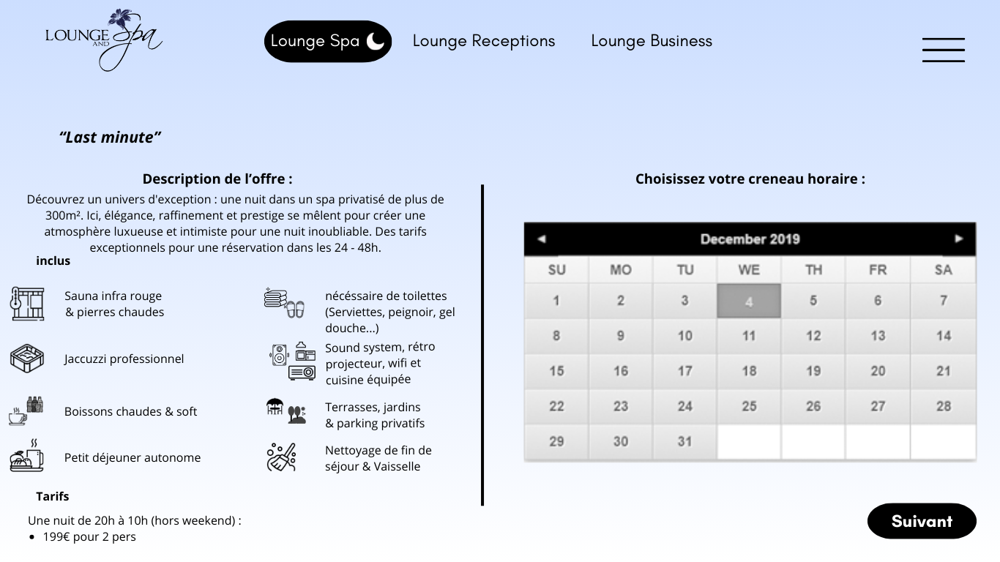 LOUNGE AND Spa
Lounge Spa
Lounge Receptions
Lounge Business
“Last minute”
Description de l’offre :
Découvrez un univers d'exception : une nuit dans un spa privatisé de plus de
300m². Ici, élégance, raffinement et prestige se mêlent pour créer une
atmosphère luxueuse et intimiste pour une nuit inoubliable. Des tarifs
exceptionnels pour une réservation dans les 24 - 48h.
inclus
Sauna infra rouge
& pierres chaudes
Jaccuzzi professionnel
Boissons chaudes & soft
Petit déjeuner autonome
nécéssaire de toilettes
(Serviettes, peignoir, gel
douche...)
Sound system, rétro
projecteur, wifi et
cuisine équipée
Terrasses, jardins
& parking privatifs
Nettoyage de fin de
séjour & Vaisselle
Tarifs
Une nuit de 20h à 10h (hors weekend) :
• 199€ pour 2 pers
Choisissez votre creneau horaire :
December 2019
SU MO TU WE TH FR SA
1 2 3 4 5 6 7
8 9 10 11 12 13 14
15 16 17 18 19 20 21
22 23 24 25 26 27 28
29 30 31
Suivant